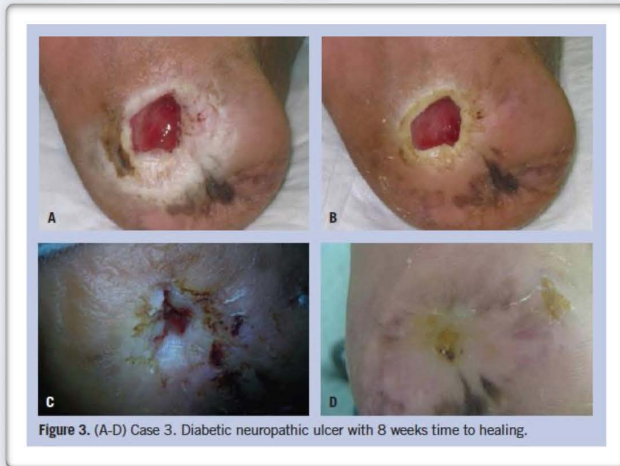 A
B
C
D
Figure 3. (A-D) Case 3. Diabetic neuropathic ulcer with 8 weeks time to healing.